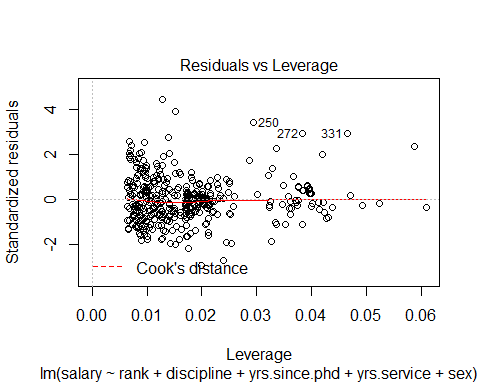 Residuals vs Leverage
Standardized residuals
4
2
0
-2
250
272
331
Cook's distance
0.00 0.01 0.02 0.03 0.04 0.05 0.06
Leverage
lm(salary ~ rank + discipline + yrs.since.phd + yrs.service + sex)